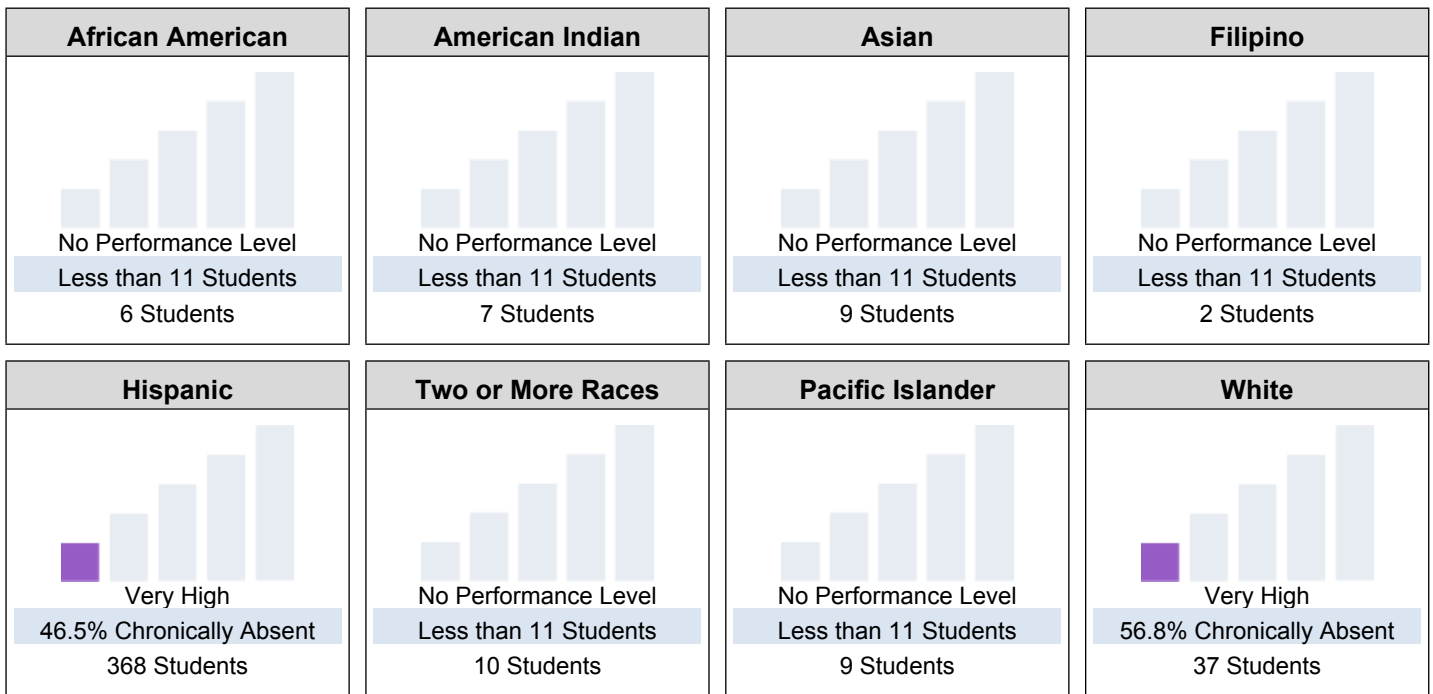 African American
No Performance Level
Less than 11 Students
6 Students
American Indian
No Performance Level
Less than 11 Students
7 Students
Asian
No Performance Level
Less than 11 Students
9 Students
Filipino
No Performance Level
Less than 11 Students
2 Students
Hispanic
Very High
46.5% Chronically Absent
368 Students
Two or More Races
No Performance Level
Less than 11 Students
10 Students
Pacific Islander
No Performance Level
Less than 11 Students
9 Students
White
Very High
56.8% Chronically Absent
37 Students